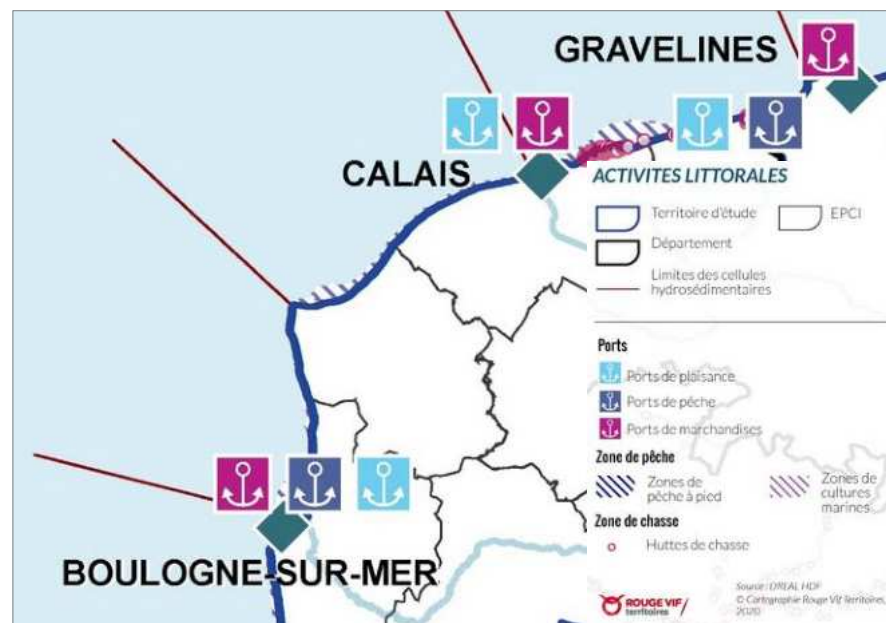 GRAVELINES
CALAIS
ACTIVITES LITTORALES
Territoire d'étude
EPCI
Département
Limites des cellules
hydrosédimentaires
Ports
Ports de plaisance
Ports de pêche
Ports de marchandises
Zone de pêche
Zones de
pêche à pied
Zones de
cultures
marines
Zone de chasse
Huttes de chasse
BOULOGNE-SUR-MER
ROUGE VIF/
territoires
Source : DREAL HDF
© Cartographie Rouge Vif Territoires,
2020